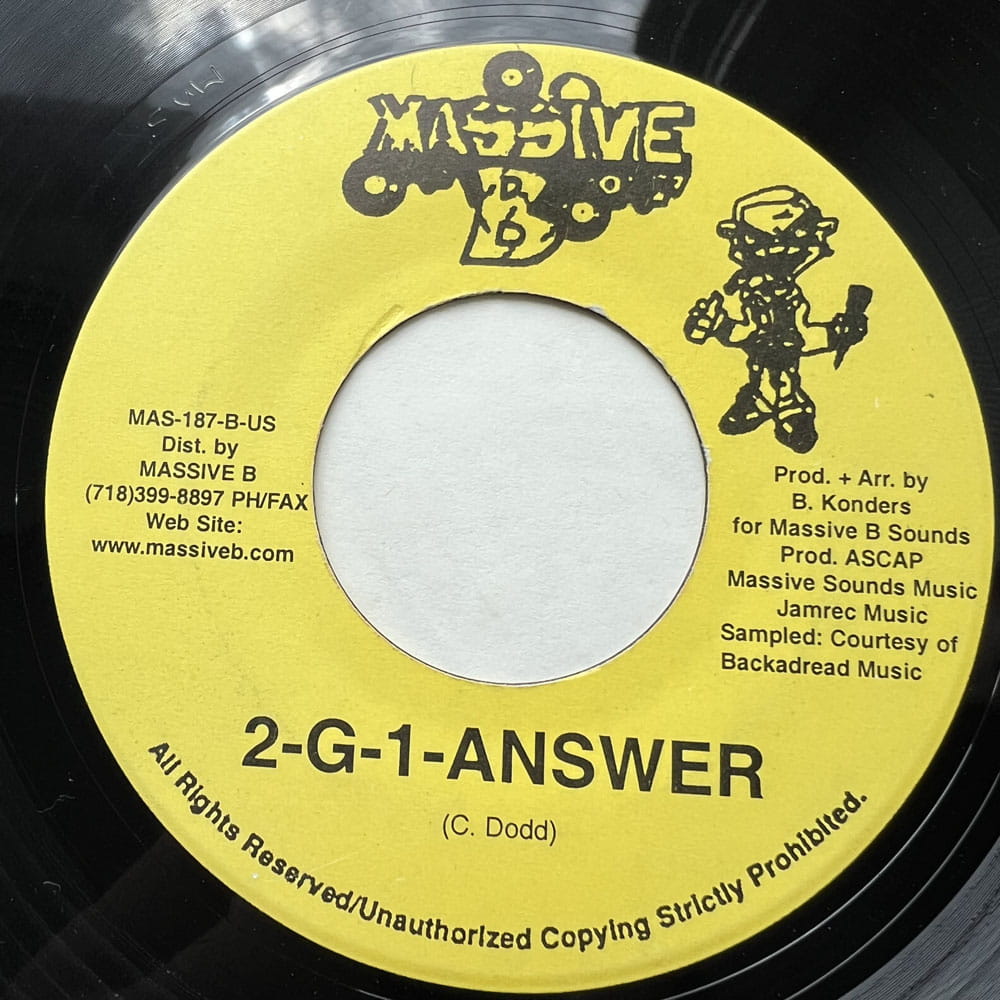 MASSIVE
B
MAS-187-B-US
Dist. by
MASSIVE B
(718)399-8897 PH/FAX
Web Site:
www.massiveb.com
Prod. + Arr. by
B. Konders
for Massive B Sounds
Prod. ASCAP
Massive Sounds Music
Jamrec Music
Sampled: Courtesy of
Backadread Music
2-G-1-ANSWER
(C. Dodd)
All Rights Reserved/Unauthorized Copying Strictly Prohibited.